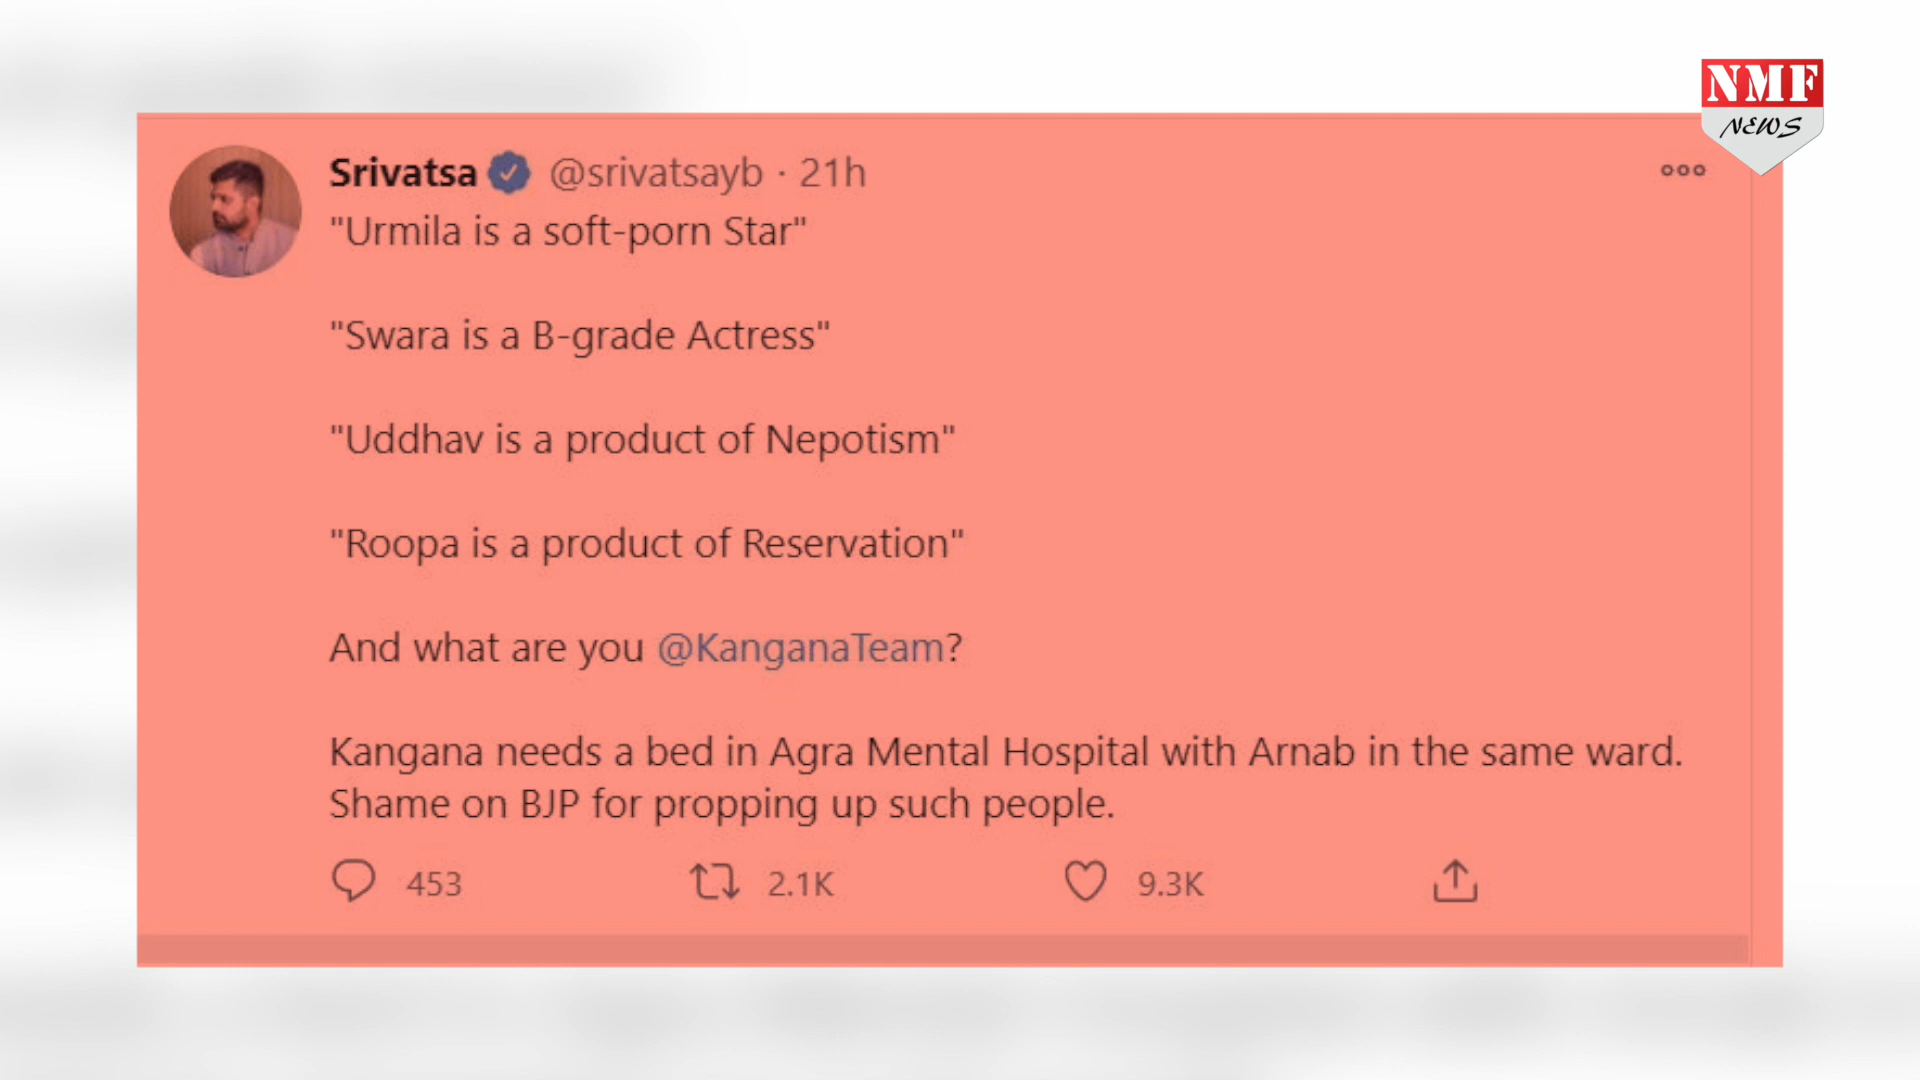 NMF
NEWS
Srivatsa @srivatsayb · 21h
"Urmila is a soft-porn Star"
"Swara is a B-grade Actress"
"Uddhav is a product of Nepotism"
"Roopa is a product of Reservation"
And what are you @KanganaTeam?
Kangana needs a bed in Agra Mental Hospital with Arnab in the same ward.
Shame on BJP for propping up such people.
453 2.1K 9.3K